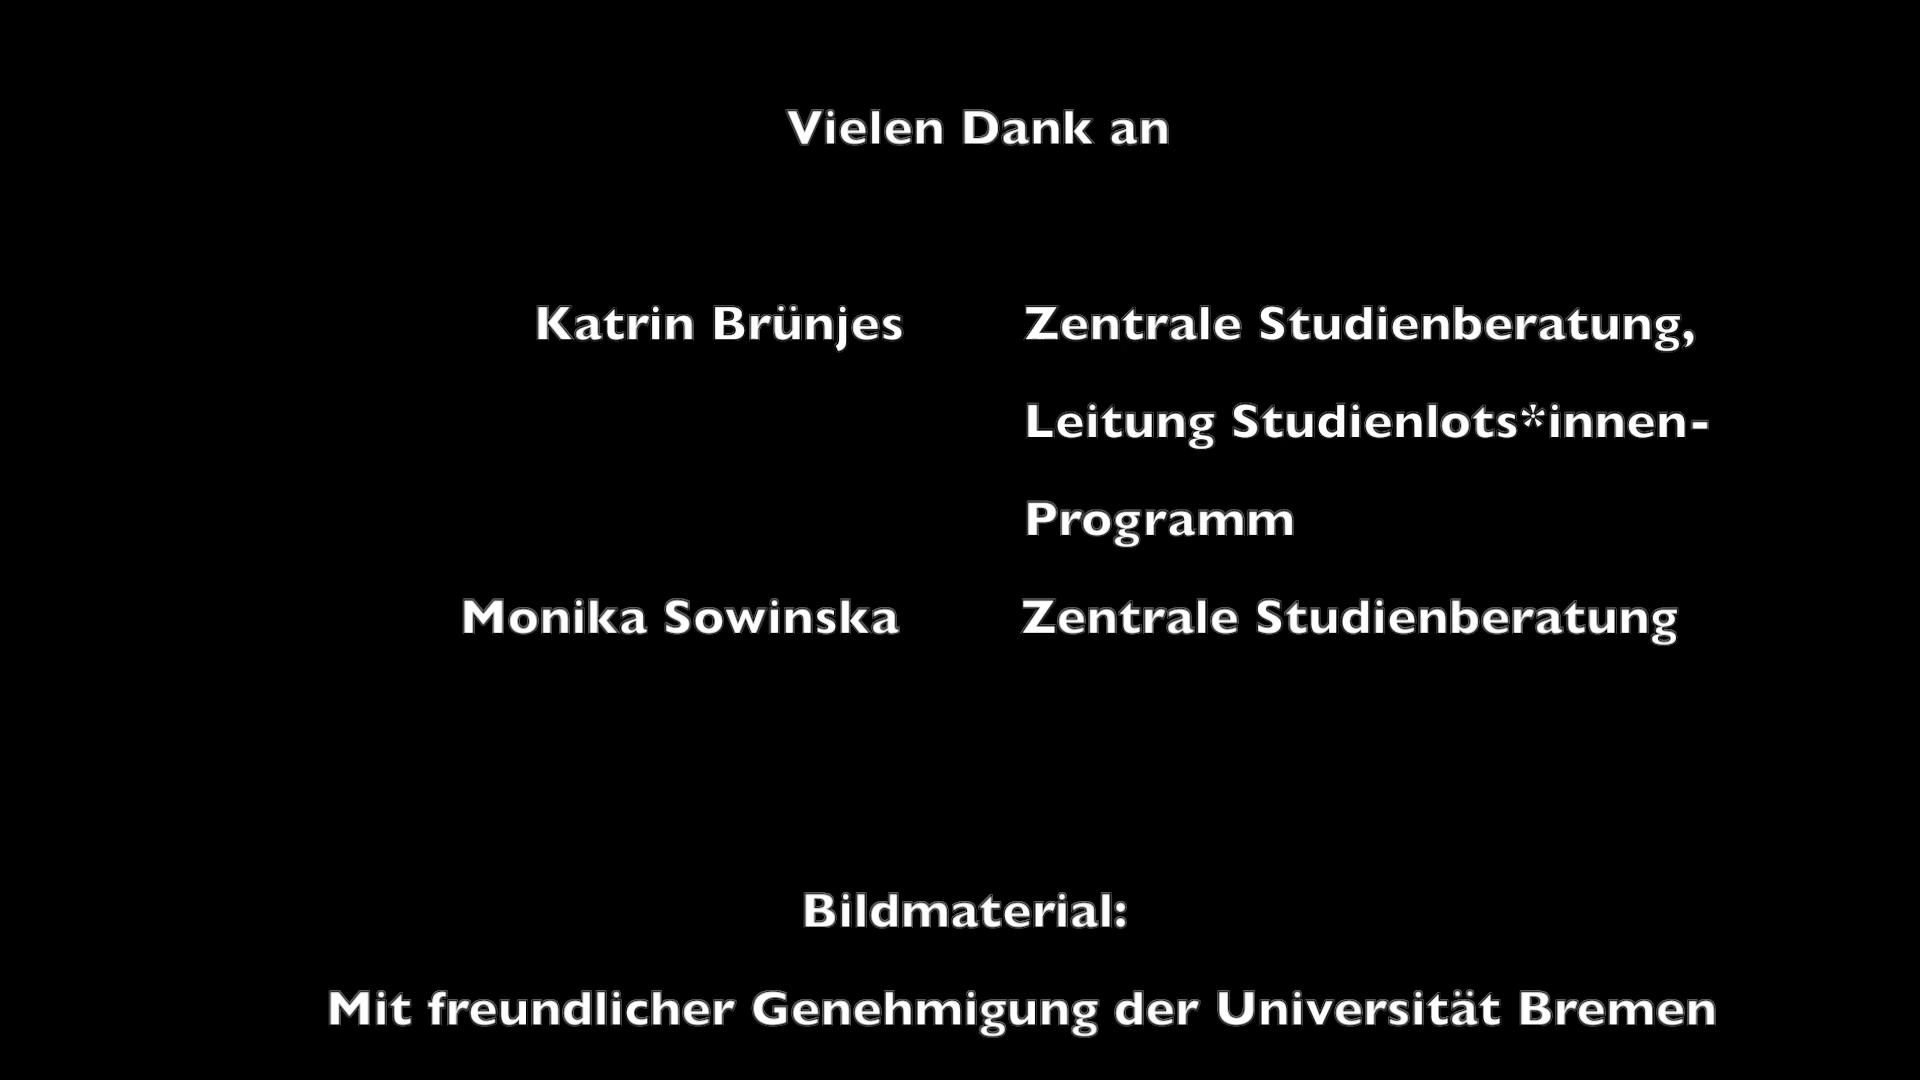 Vielen Dank an
Katrin Brünjes Zentrale Studienberatung,
Leitung Studienlots*innen-
Programm
Monika Sowinska Zentrale Studienberatung
Bildmaterial:
Mit freundlicher Genehmigung der Universität Bremen